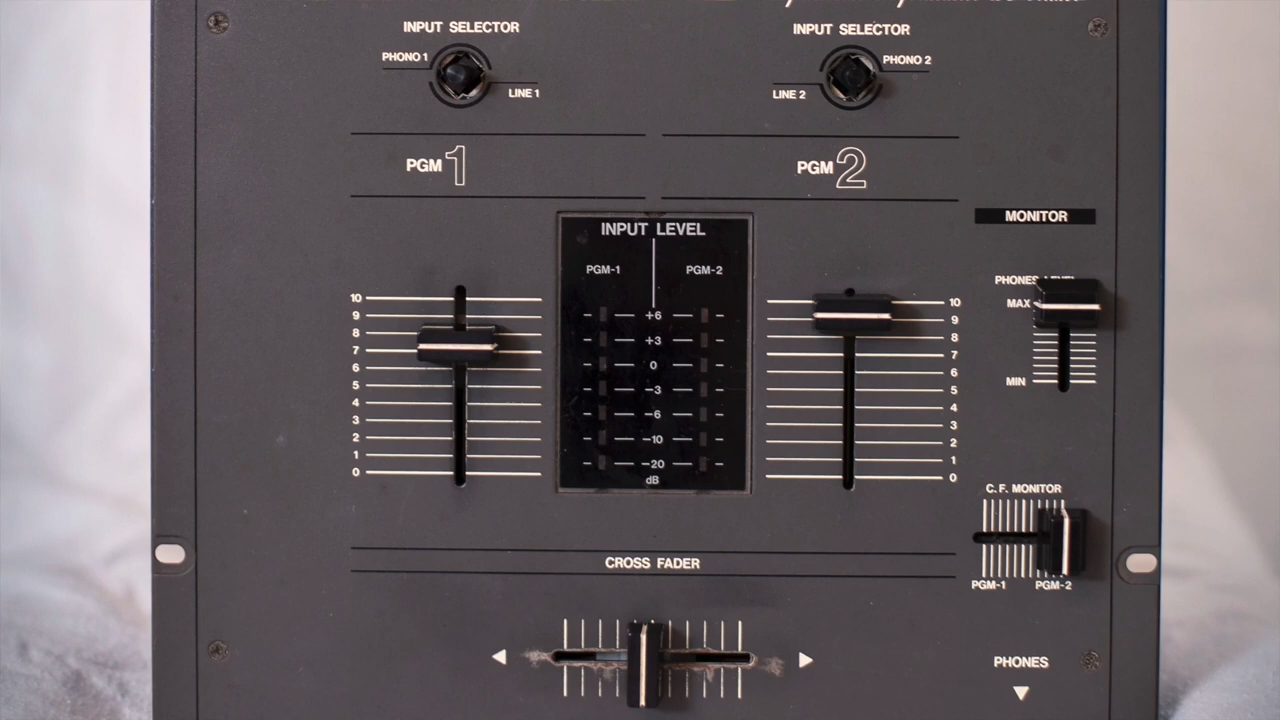 INPUT SELECTOR
PHONO 1
LINE 1
INPUT SELECTOR
PHONO 2
LINE 2
PGM 1
PGM 2
MONITOR
INPUT LEVEL
PGM-1 PGM-2
+6
+3
0
-3
-6
-10
-20
dB
10
9
8
7
6
5
4
3
2
1
0
10
9
8
7
6
5
4
3
2
1
0
PHONES LEVEL
MAX
MIN
C.F. MONITOR
PGM-1 PGM-2
CROSS FADER
PHONES